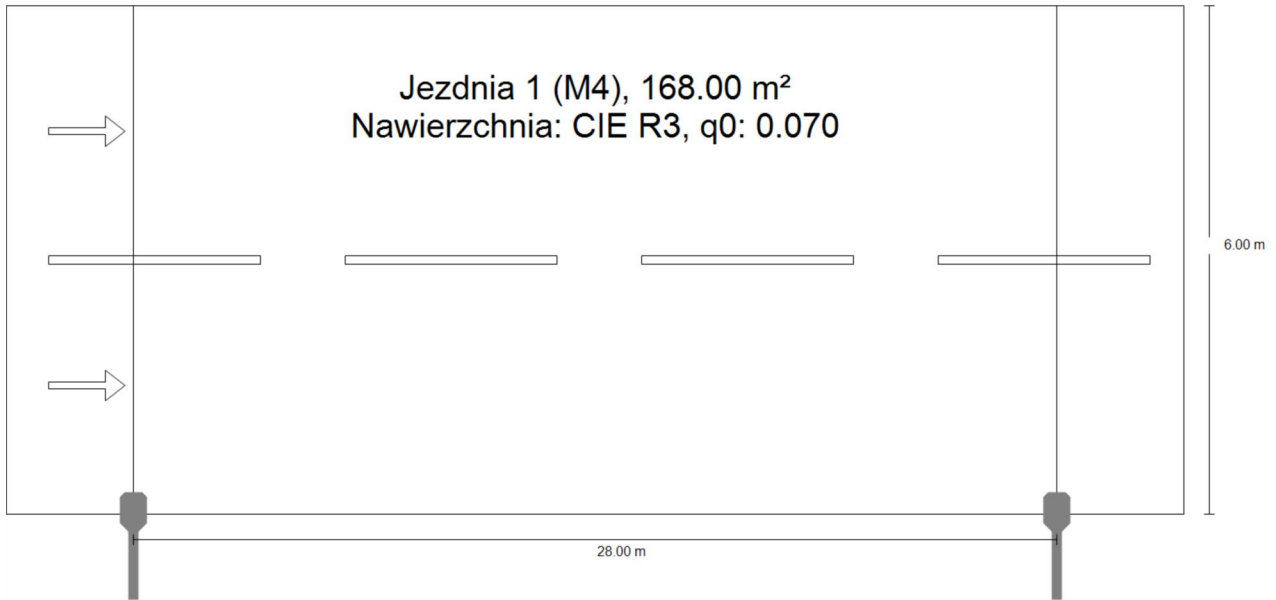 Jezdnia 1 (M4), 168.00 m²
Nawierzchnia: CIE R3, q0: 0.070
6.00 m
28.00 m